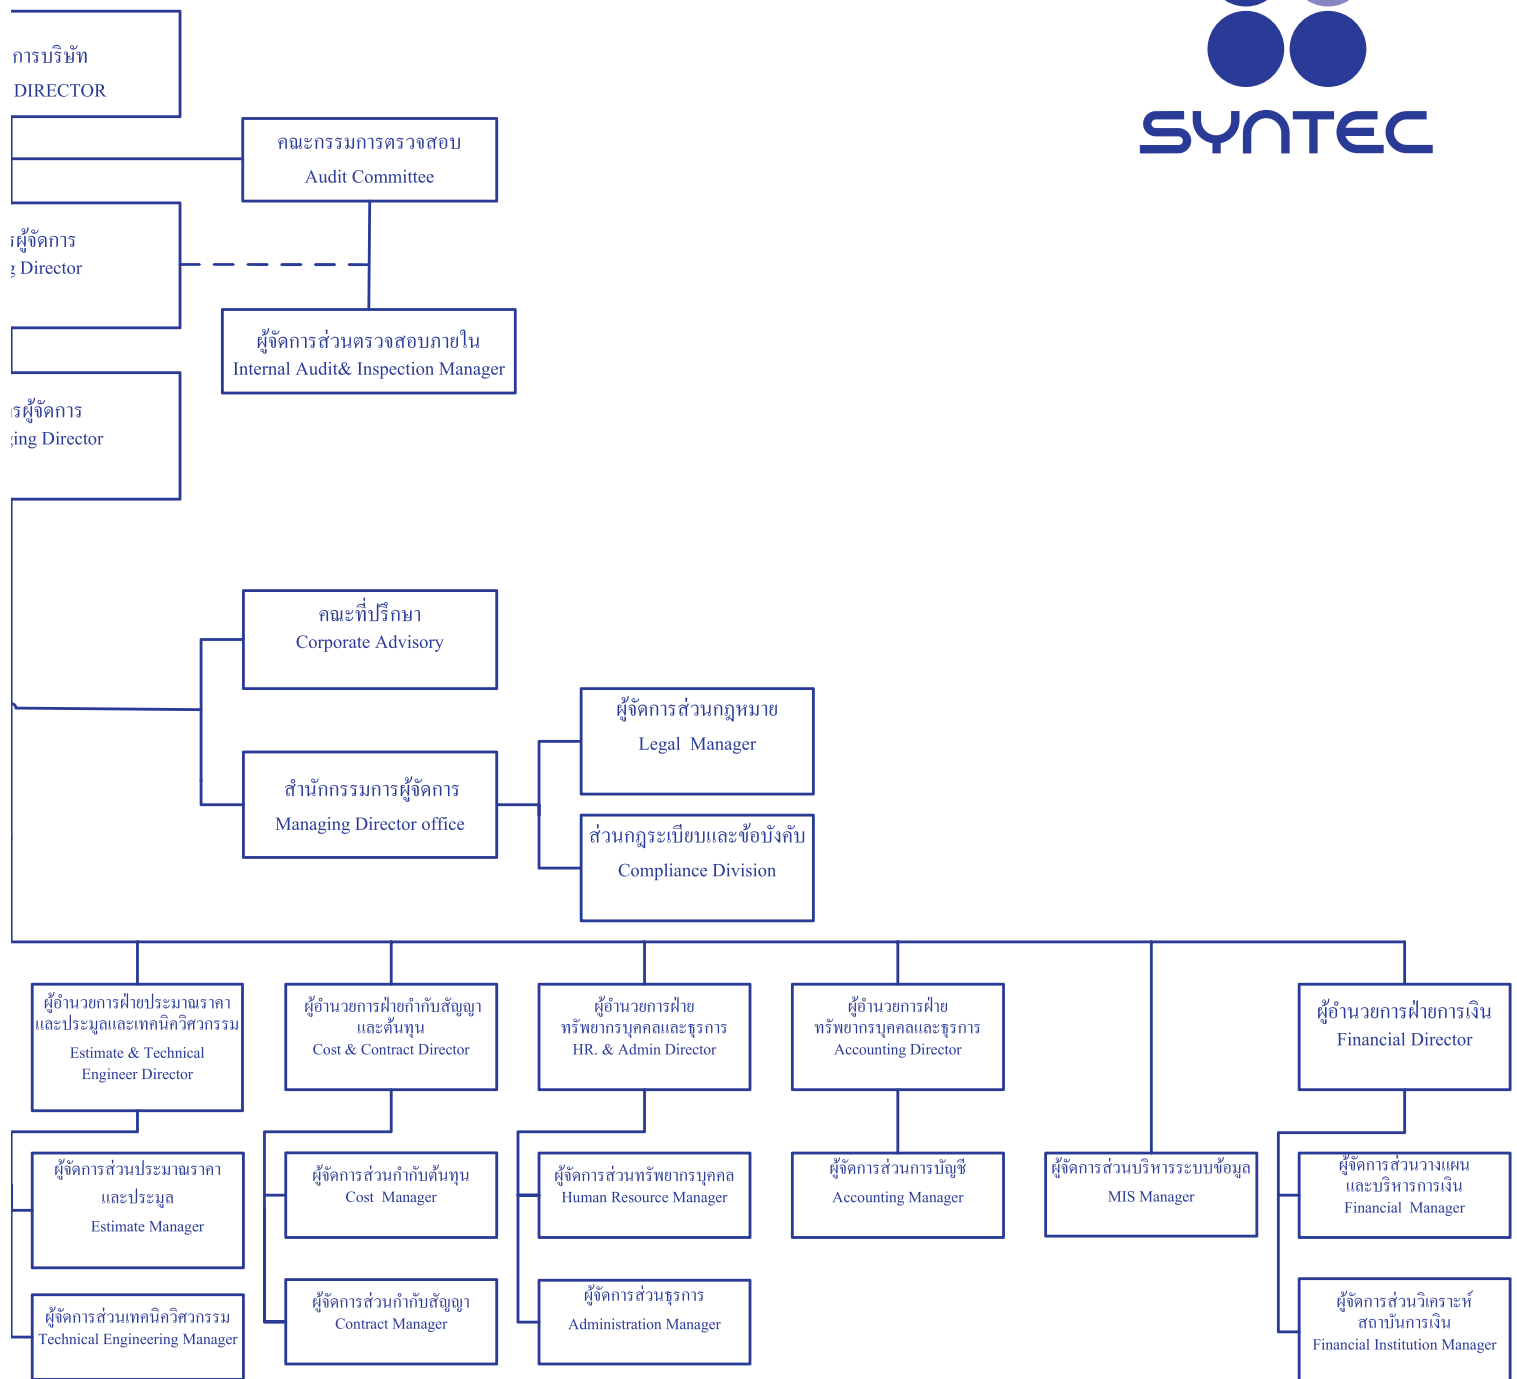 การบริษัท
DIRECTOR
SYNTEC
คณะกรรมการตรวจสอบ
Audit Committee
ผู้จัดการ
Director
ผู้จัดการส่วนตรวจสอบภายใน
Internal Audit& Inspection Manager
ผู้จัดการ
ing Director
คณะที่ปรึกษา
Corporate Advisory
ผู้จัดการส่วนกฎหมาย
Legal Manager
สำนักกรรมการผู้จัดการ
Managing Director office
ส่วนกฎระเบียบและข้อบังคับ
Compliance Division
ผู้อำนวยการฝ่ายประมาณราคา
และประมูลและเทคนิควิศวกรรม
Estimate & Technical
Engineer Director
ผู้อำนวยการฝ่ายกำกับสัญญา
และต้นทุน
Cost & Contract Director
ผู้อำนวยการฝ่าย
ทรัพยากรบุคคลและธุรการ
HR. & Admin Director
ผู้อำนวยการฝ่าย
ทรัพยากรบุคคลและธุรการ
Accounting Director
ผู้อำนวยการฝ่ายการเงิน
Financial Director
ผู้จัดการส่วนประมาณราคา
และประมูล
Estimate Manager
ผู้จัดการส่วนกำกับต้นทุน
Cost Manager
ผู้จัดการส่วนทรัพยากรบุคคล
Human Resource Manager
ผู้จัดการส่วนการบัญชี
Accounting Manager
ผู้จัดการส่วนบริหารระบบข้อมูล
MIS Manager
ผู้จัดการส่วนวางแผน
และบริหารการเงิน
Financial Manager
ผู้จัดการส่วนเทคนิควิศวกรรม
Technical Engineering Manager
ผู้จัดการส่วนกำกับสัญญา
Contract Manager
ผู้จัดการส่วนธุรการ
Administration Manager
ผู้จัดการส่วนวิเคราะห์
สถาบันการเงิน
Financial Institution Manager